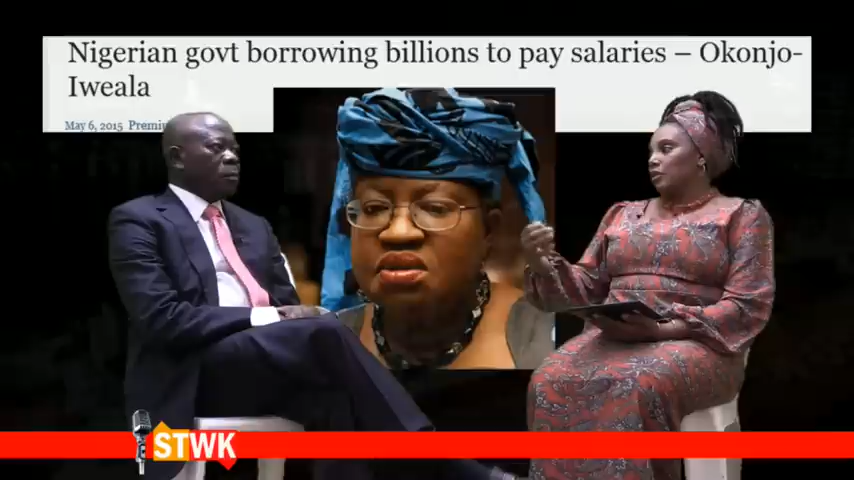 Nigerian govt borrowing billions to pay salaries – Okonjo-
Iweala
May 6, 2015
STWK